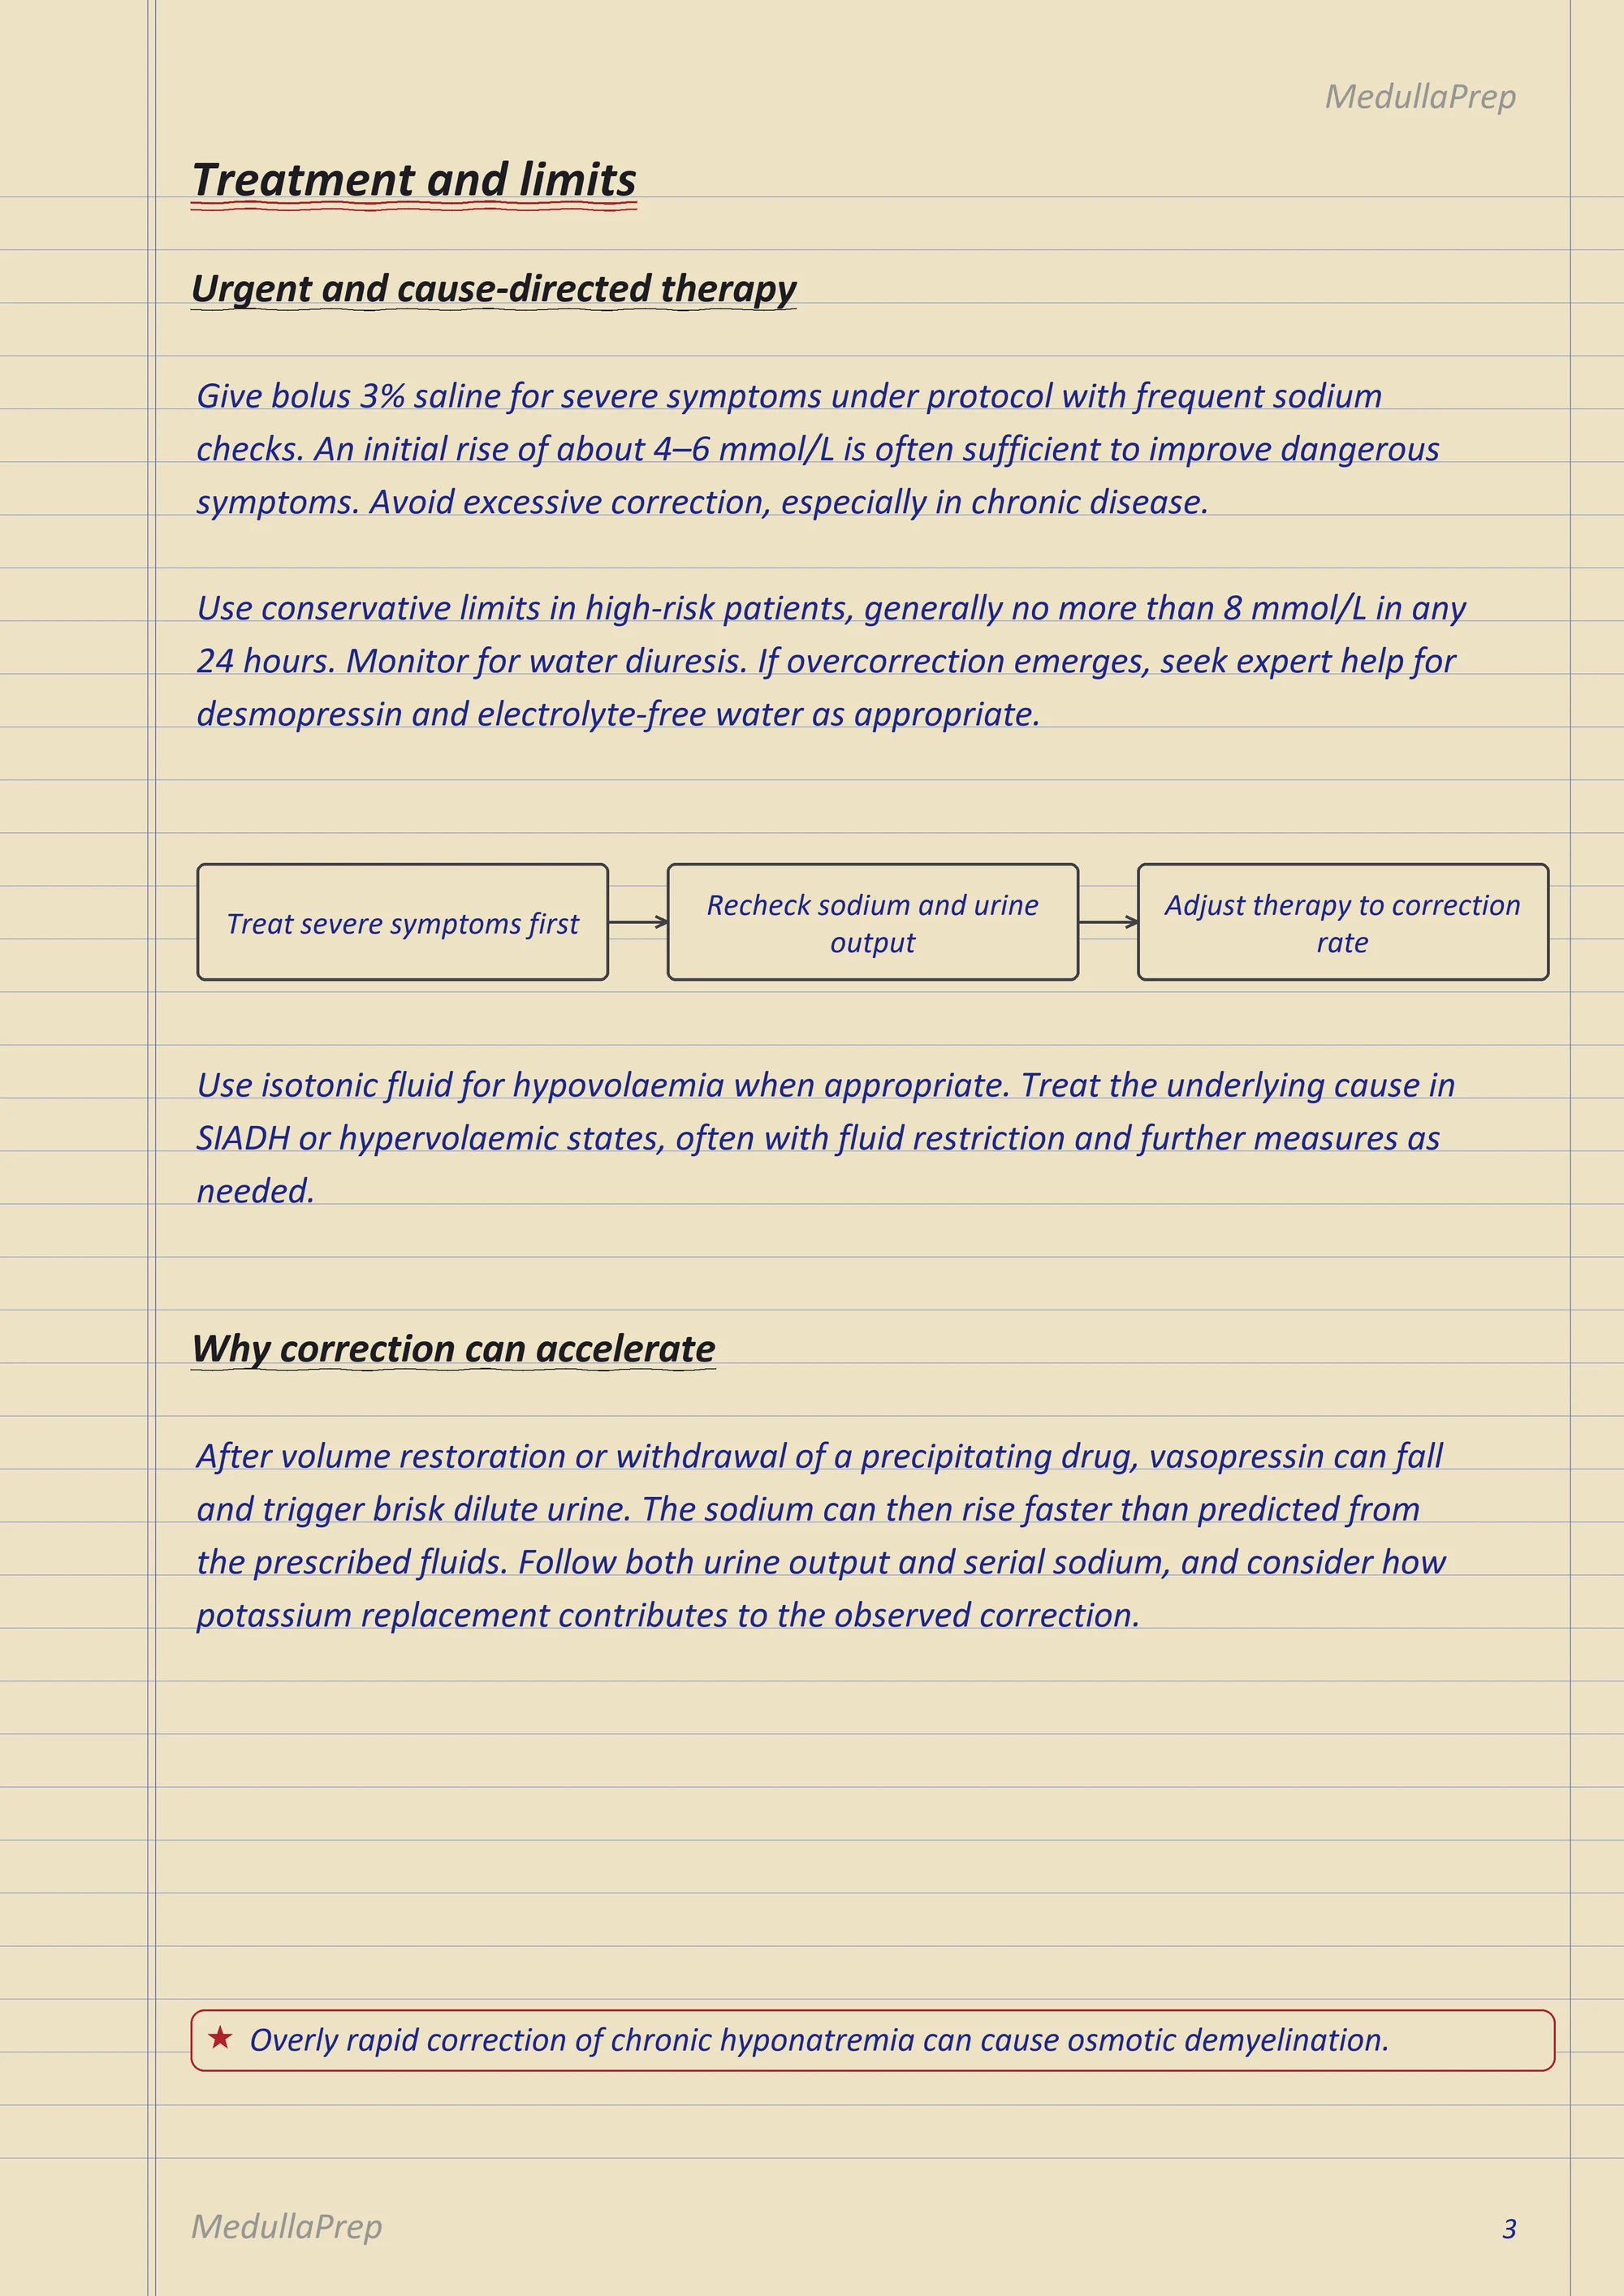 MedullaPrep
Treatment and limits
Urgent and cause-directed therapy
Give bolus 3% saline for severe symptoms under protocol with frequent sodium
checks. An initial rise of about 4–6 mmol/L is often sufficient to improve dangerous
symptoms. Avoid excessive correction, especially in chronic disease.
Use conservative limits in high-risk patients, generally no more than 8 mmol/L in any
24 hours. Monitor for water diuresis. If overcorrection emerges, seek expert help for
desmopressin and electrolyte-free water as appropriate.
Treat severe symptoms first
Recheck sodium and urine
output
Adjust therapy to correction
rate
Use isotonic fluid for hypovolaemia when appropriate. Treat the underlying cause in
SIADH or hypervolaemic states, often with fluid restriction and further measures as
needed.
Why correction can accelerate
After volume restoration or withdrawal of a precipitating drug, vasopressin can fall
and trigger brisk dilute urine. The sodium can then rise faster than predicted from
the prescribed fluids. Follow both urine output and serial sodium, and consider how
potassium replacement contributes to the observed correction.
★ Overly rapid correction of chronic hyponatremia can cause osmotic demyelination.
MedullaPrep
3